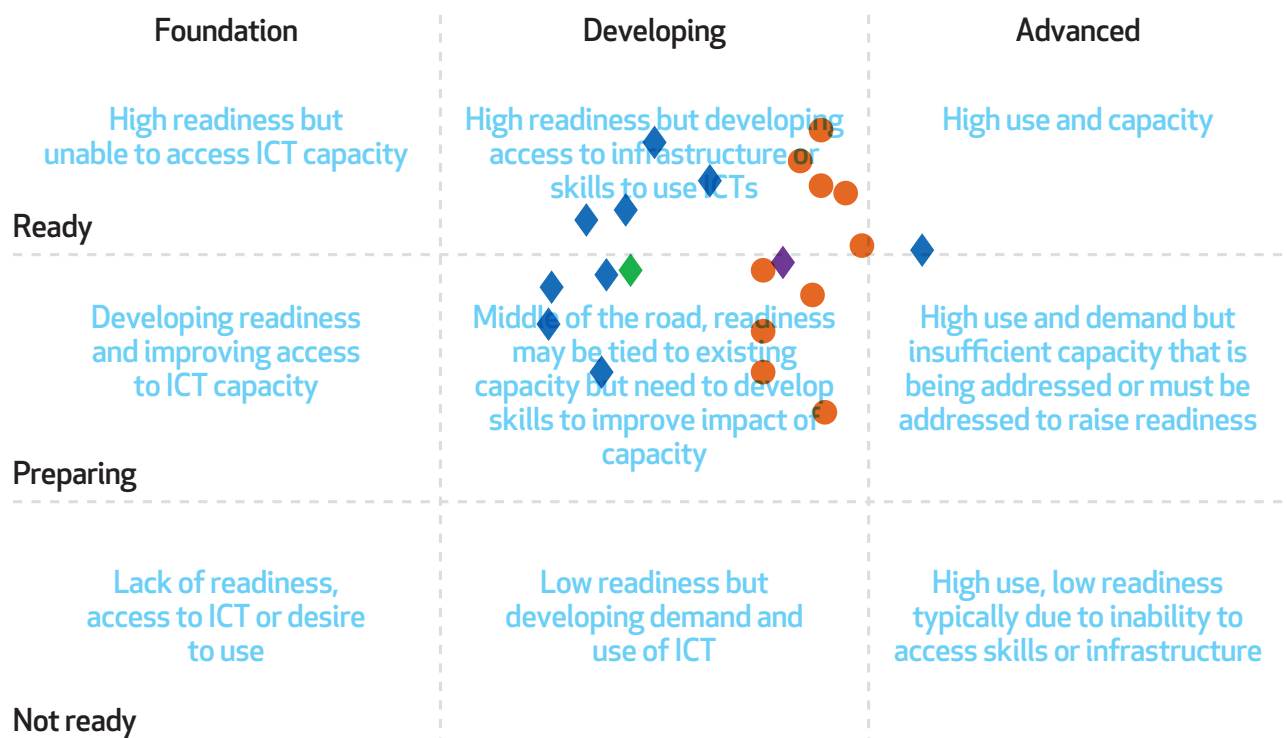 Foundation
Developing
Advanced
High readiness but
unable to access ICT capacity
High readiness but developing
access to infrastructure or
skills to use ICTs
High use and capacity
Ready
Developing readiness
and improving access
to ICT capacity
Middle of the road, readiness
may be tied to existing
capacity but need to develop
skills to improve impact of
capacity
High use and demand but
insufficient capacity that is
being addressed or must be
addressed to raise readiness
Preparing
Lack of readiness,
access to ICT or desire
to use
Low readiness but
developing demand and
use of ICT
High use, low readiness
typically due to inability to
access skills or infrastructure
Not ready